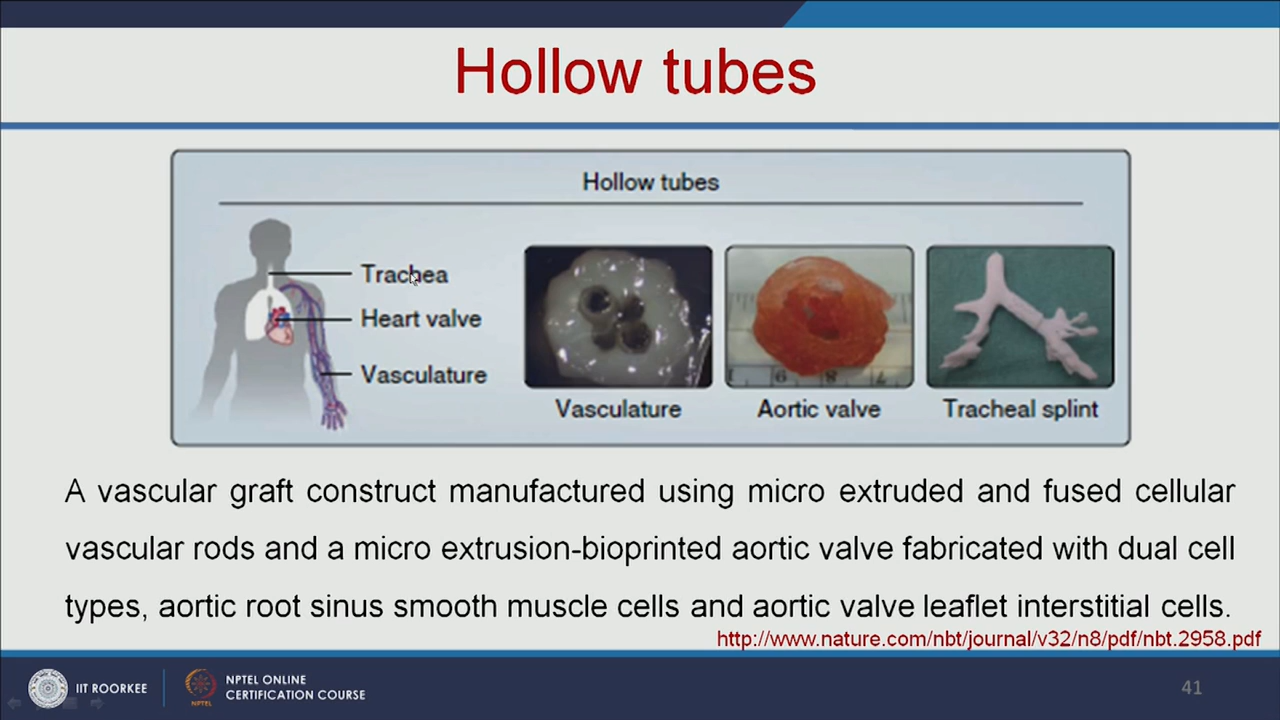 Hollow tubes
Hollow tubes
Trachea
Heart valve
Vasculature
Vasculature
Aortic valve
Tracheal splint
A vascular graft construct manufactured using micro extruded and fused cellular
vascular rods and a micro extrusion-bioprinted aortic valve fabricated with dual cell
types, aortic root sinus smooth muscle cells and aortic valve leaflet interstitial cells.
http://www.nature.com/nbt/journal/v32/n8/pdf/nbt.2958.pdf
IIT ROORKEE
NPTEL
NPTEL ONLINE
CERTIFICATION COURSE
41